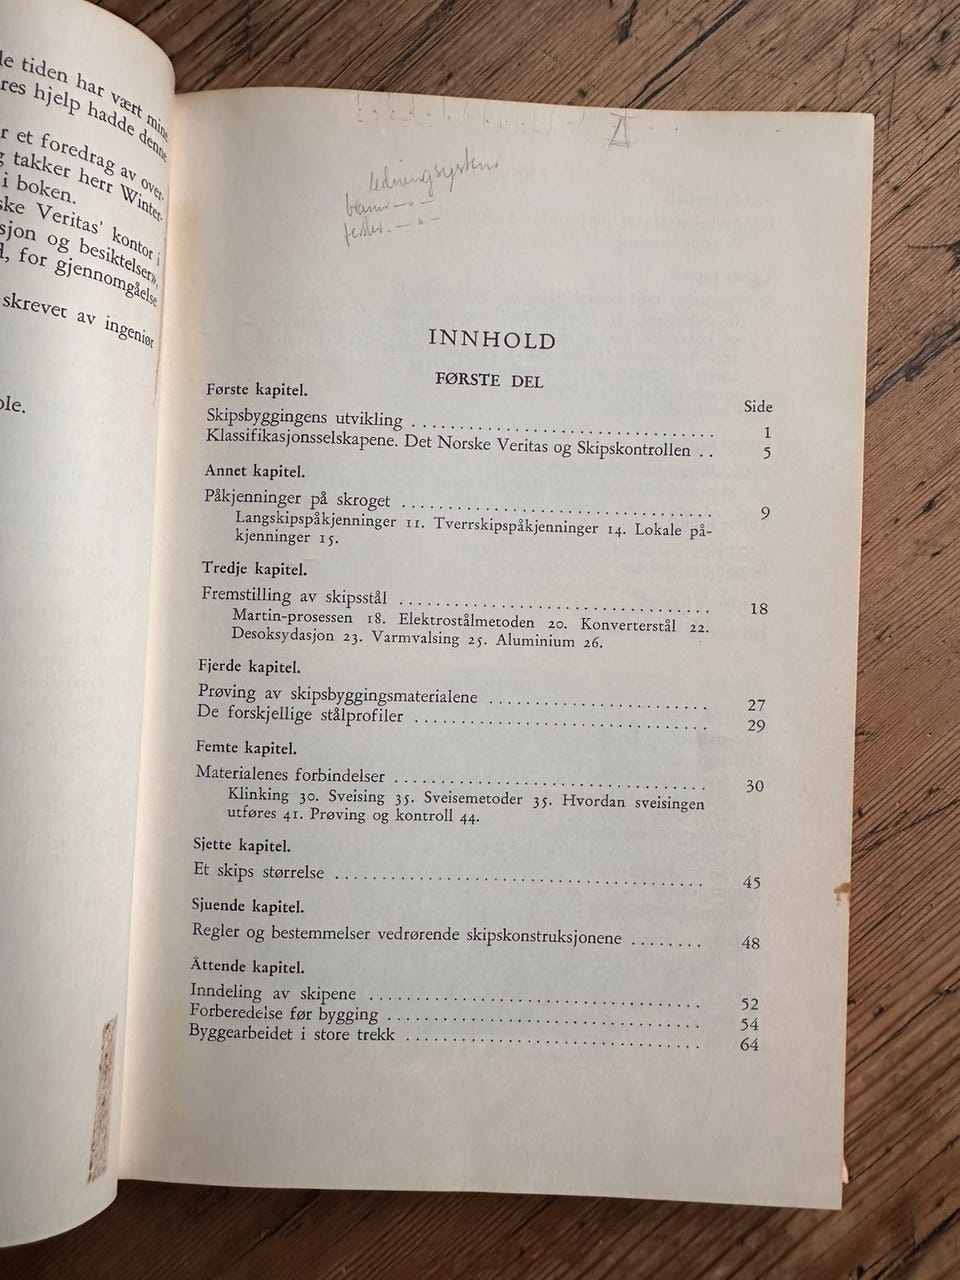 de tiden har vært mine
res hjelp hadde denne
r et foredrag av over-
g takker herr Winter-
i boken.
ske Veritas' kontor i
sjon og besiktelser»,
d, for gjennomgåelse
skrevet av ingeniør
ole.
ledningsystem
INNHOLD
FØRSTE DEL
Første kapitel.
Side
Skipsbyggingens utvikling . . . . . . . . . . . . . . . . . . . . . . . . . . . . . . . 1
Klassifikasjonsselskapene. Det Norske Veritas og Skipskontrollen . . 5
Annet kapitel.
Påkjenninger på skroget . . . . . . . . . . . . . . . . . . . . . . . . . . . . . . . 9
Langskipspåkjenninger 11. Tverrskipspåkjenninger 14. Lokale på-
kjenninger 15.
Tredje kapitel.
Fremstilling av skipsstål . . . . . . . . . . . . . . . . . . . . . . . . . . . . . . . 18
Martin-prosessen 18. Elektrostålmetoden 20. Konverterstål 22.
Desoksydasjon 23. Varmvalsing 25. Aluminium 26.
Fjerde kapitel.
Prøving av skipsbyggingsmaterialene . . . . . . . . . . . . . . . . . . . . . . 27
De forskjellige stålprofiler . . . . . . . . . . . . . . . . . . . . . . . . . . . . . 29
Femte kapitel.
Materialenes forbindelser . . . . . . . . . . . . . . . . . . . . . . . . . . . . . . . 30
Klinking 30. Sveising 35. Sveisemetoder 35. Hvordan sveisingen
utføres 41. Prøving og kontroll 44.
Sjette kapitel.
Et skips størrelse . . . . . . . . . . . . . . . . . . . . . . . . . . . . . . . . . . . . . 45
Sjuende kapitel.
Regler og bestemmelser vedrørende skipskonstruksjonene . . . . . . . . 48
Åttende kapitel.
Inndeling av skipene . . . . . . . . . . . . . . . . . . . . . . . . . . . . . . . . . 52
Forberedelse før bygging . . . . . . . . . . . . . . . . . . . . . . . . . . . . . . . 54
Byggearbeidet i store trekk . . . . . . . . . . . . . . . . . . . . . . . . . . . . . 64